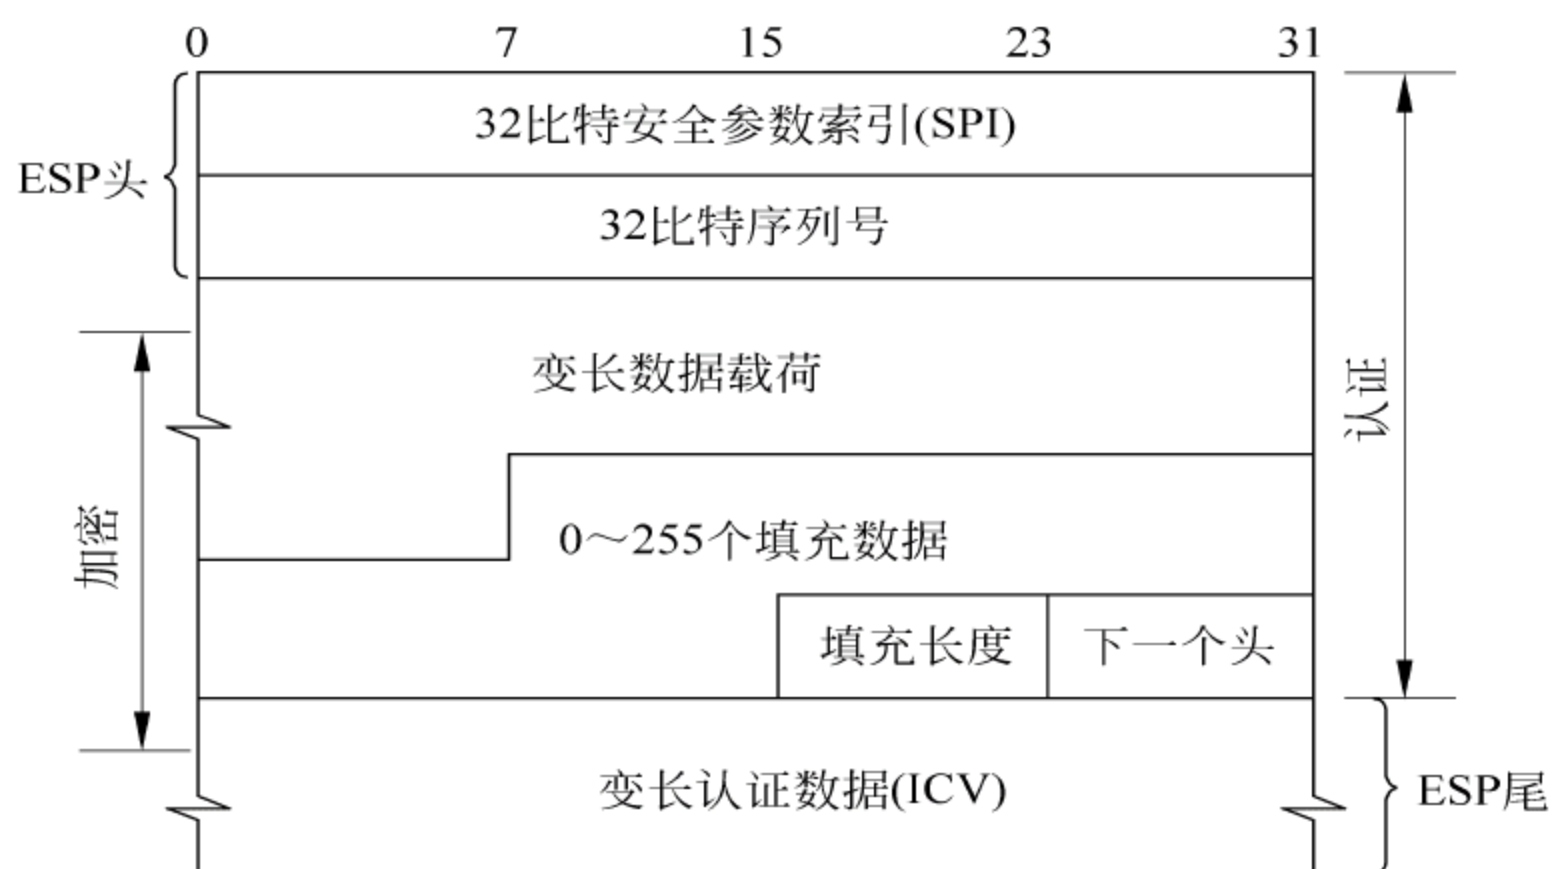 0 7 15 23 31
32比特安全参数索引(SPI)
ESP头
32比特序列号
变长数据载荷
认证
加密
0～255个填充数据
填充长度 下一个头
变长认证数据(ICV)
ESP尾